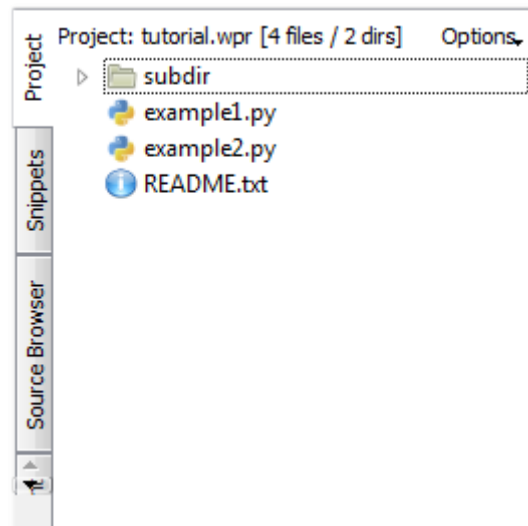 Project: tutorial.wpr [4 files / 2 dirs] Options
subdir
example1.py
example2.py
README.txt
Project
Snippets
Source Browser